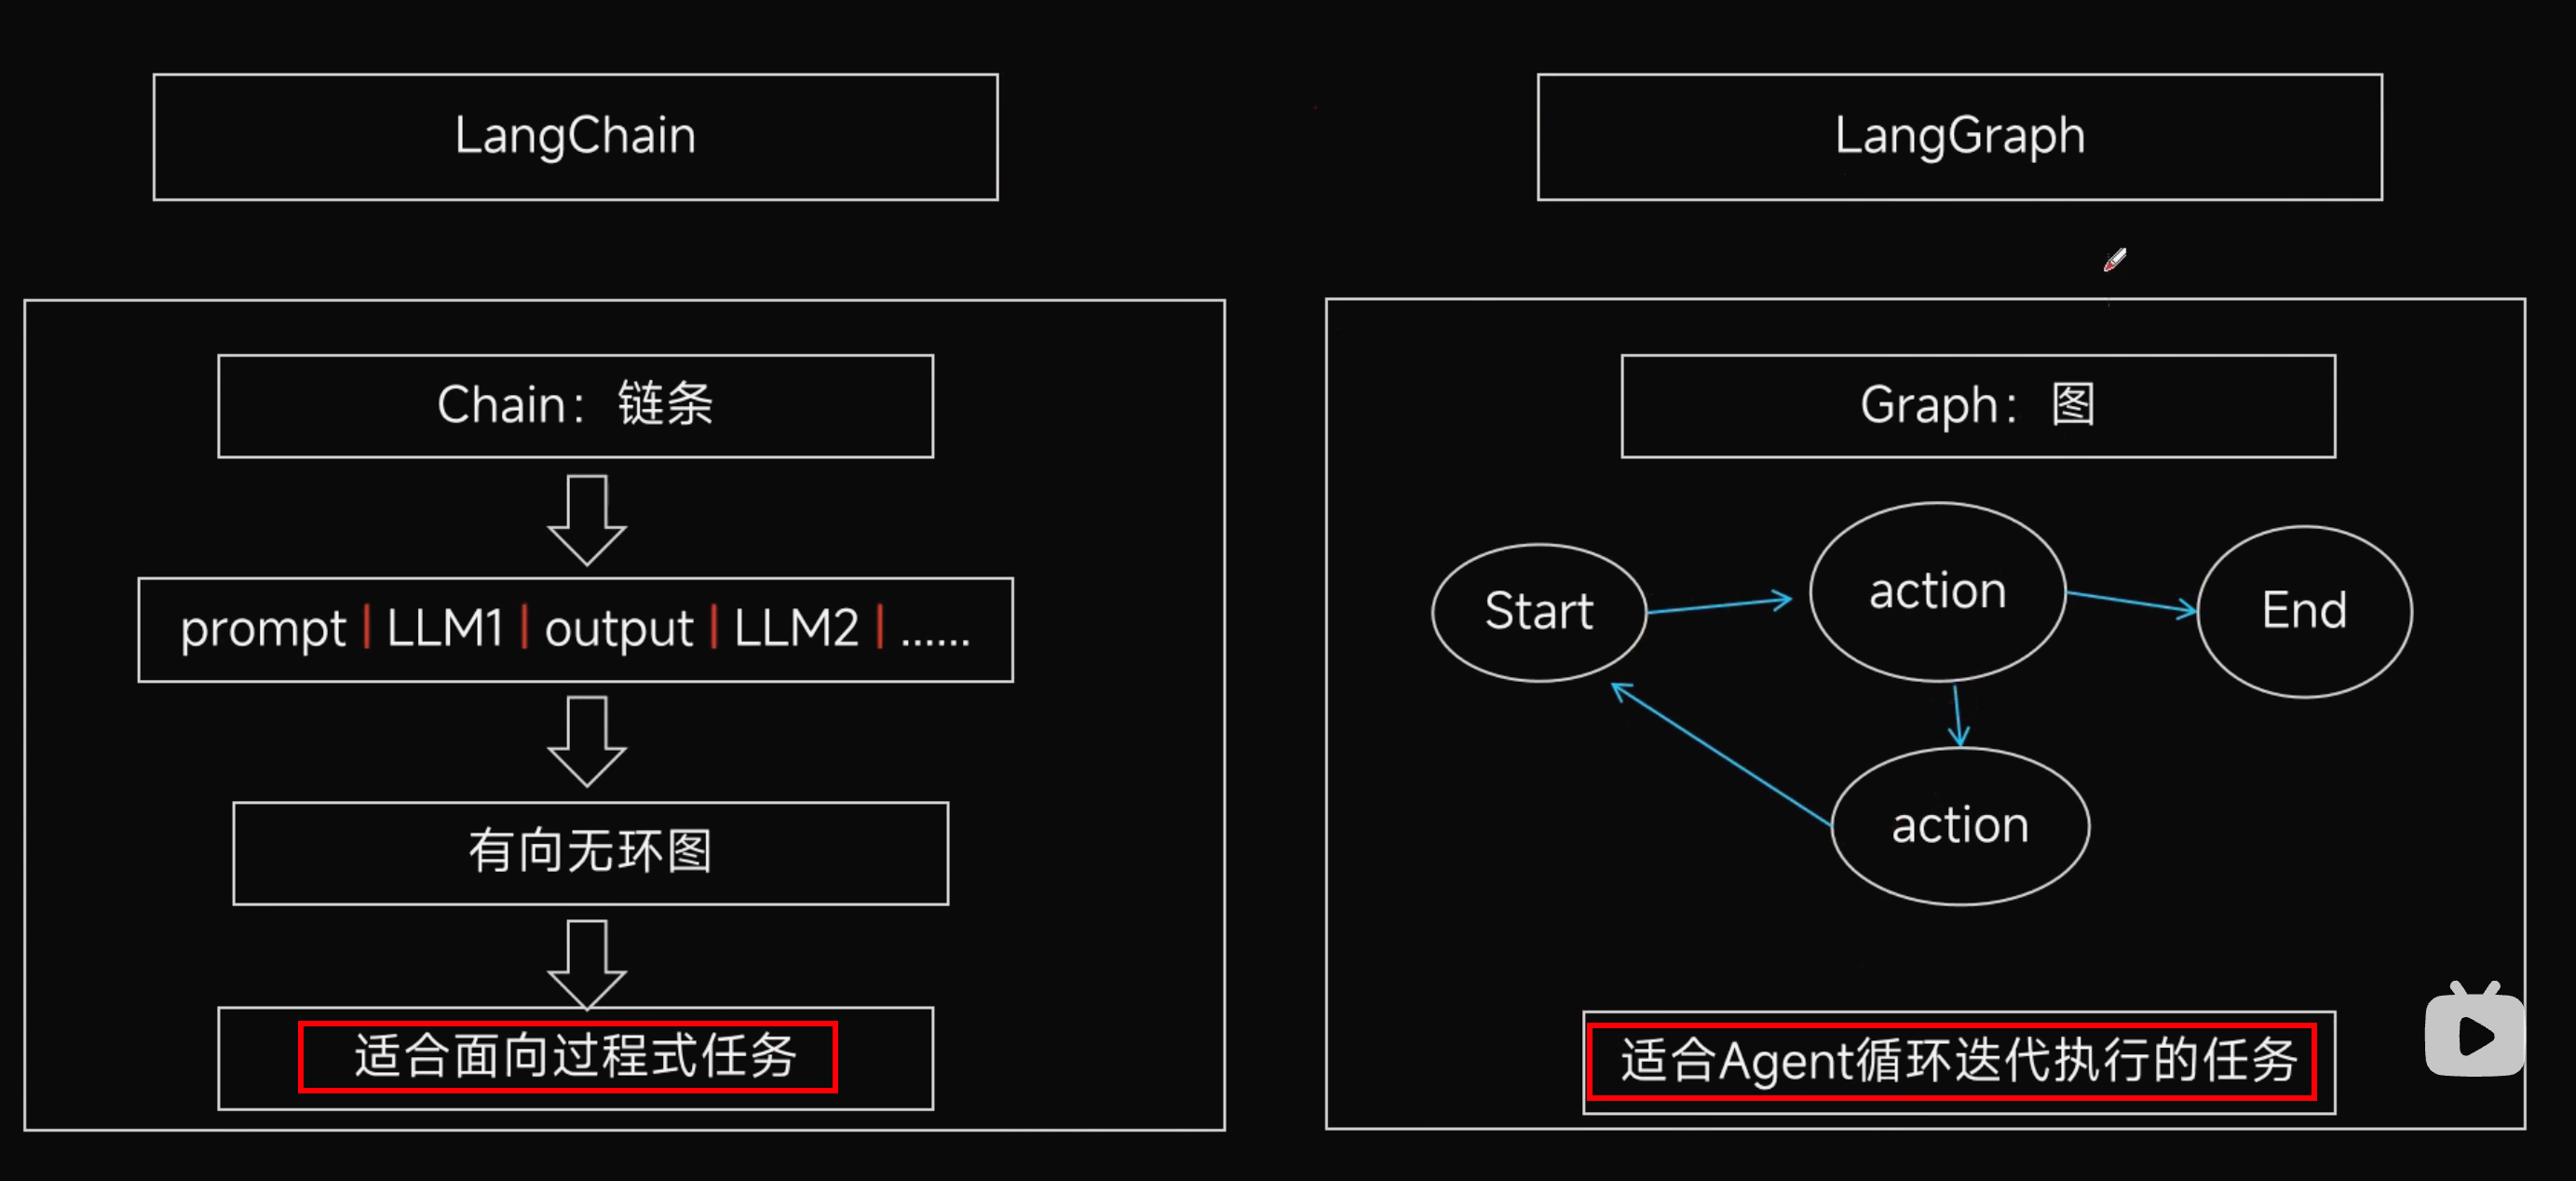 LangChain
LangGraph
Chain：链条
prompt | LLM1 | output | LLM2 | ......
有向无环图
适合面向过程式任务
Graph：图
Start
action
End
action
适合Agent循环迭代执行的任务